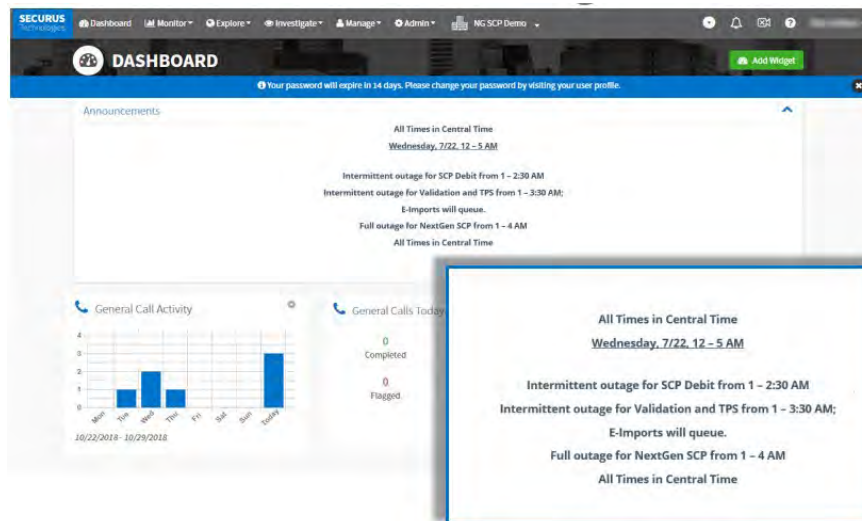 SECURUS Technologies Dashboard Monitor Explore Investigate Manage Admin NG SCP Demo
DASHBOARD
Add Widget
Your password will expire in 14 days. Please change your password by visiting your user profile.
Announcements
All Times in Central Time
Wednesday, 7/22, 12 – 5 AM
Intermittent outage for SCP Debit from 1 – 2:30 AM
Intermittent outage for Validation and TPS from 1 – 3:30 AM;
E-Imports will queue.
Full outage for NextGen SCP from 1 – 4 AM
All Times in Central Time
General Call Activity
4
3
2
1
0
Mon Tue Wed Thu Fri Sat Sun Today
10/22/2018 - 10/29/2018
General Calls Today
0
Completed
0
Flagged
All Times in Central Time
Wednesday, 7/22, 12 – 5 AM
Intermittent outage for SCP Debit from 1 – 2:30 AM
Intermittent outage for Validation and TPS from 1 – 3:30 AM;
E-Imports will queue.
Full outage for NextGen SCP from 1 – 4 AM
All Times in Central Time